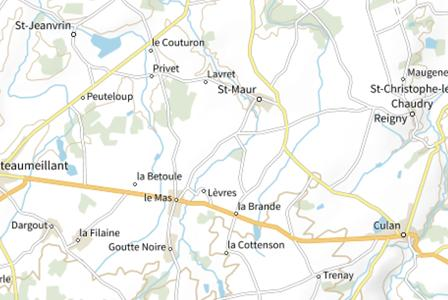 St-Jeanvrin
le Couturon
Privet
Lavret
Maugene
St-Maur
St-Christophe-le
Chaudry
Peuteloup
Reigny
teaumeillant
la Betoule
Lèvres
le Mas
la Brande
Dargout
la Filaine
Culan
Goutte Noire
la Cottenson
Trenay
rle